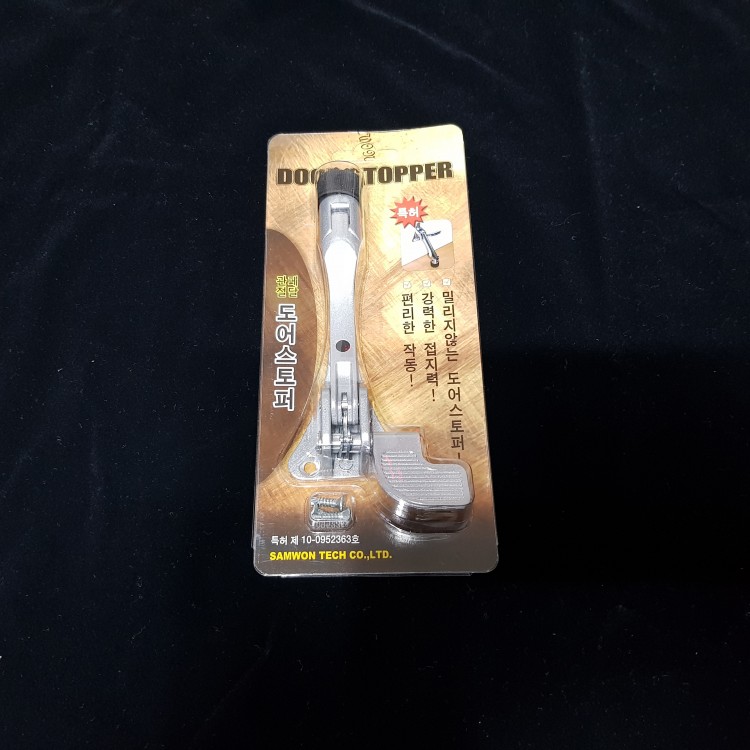 DOOR STOPPER
특허
밀리지않는 도어스토퍼!
강력한 접지력!
편리한 작동!
도어스토퍼
특허 제 10-0952363호
SAMWON TECH CO.,LTD.